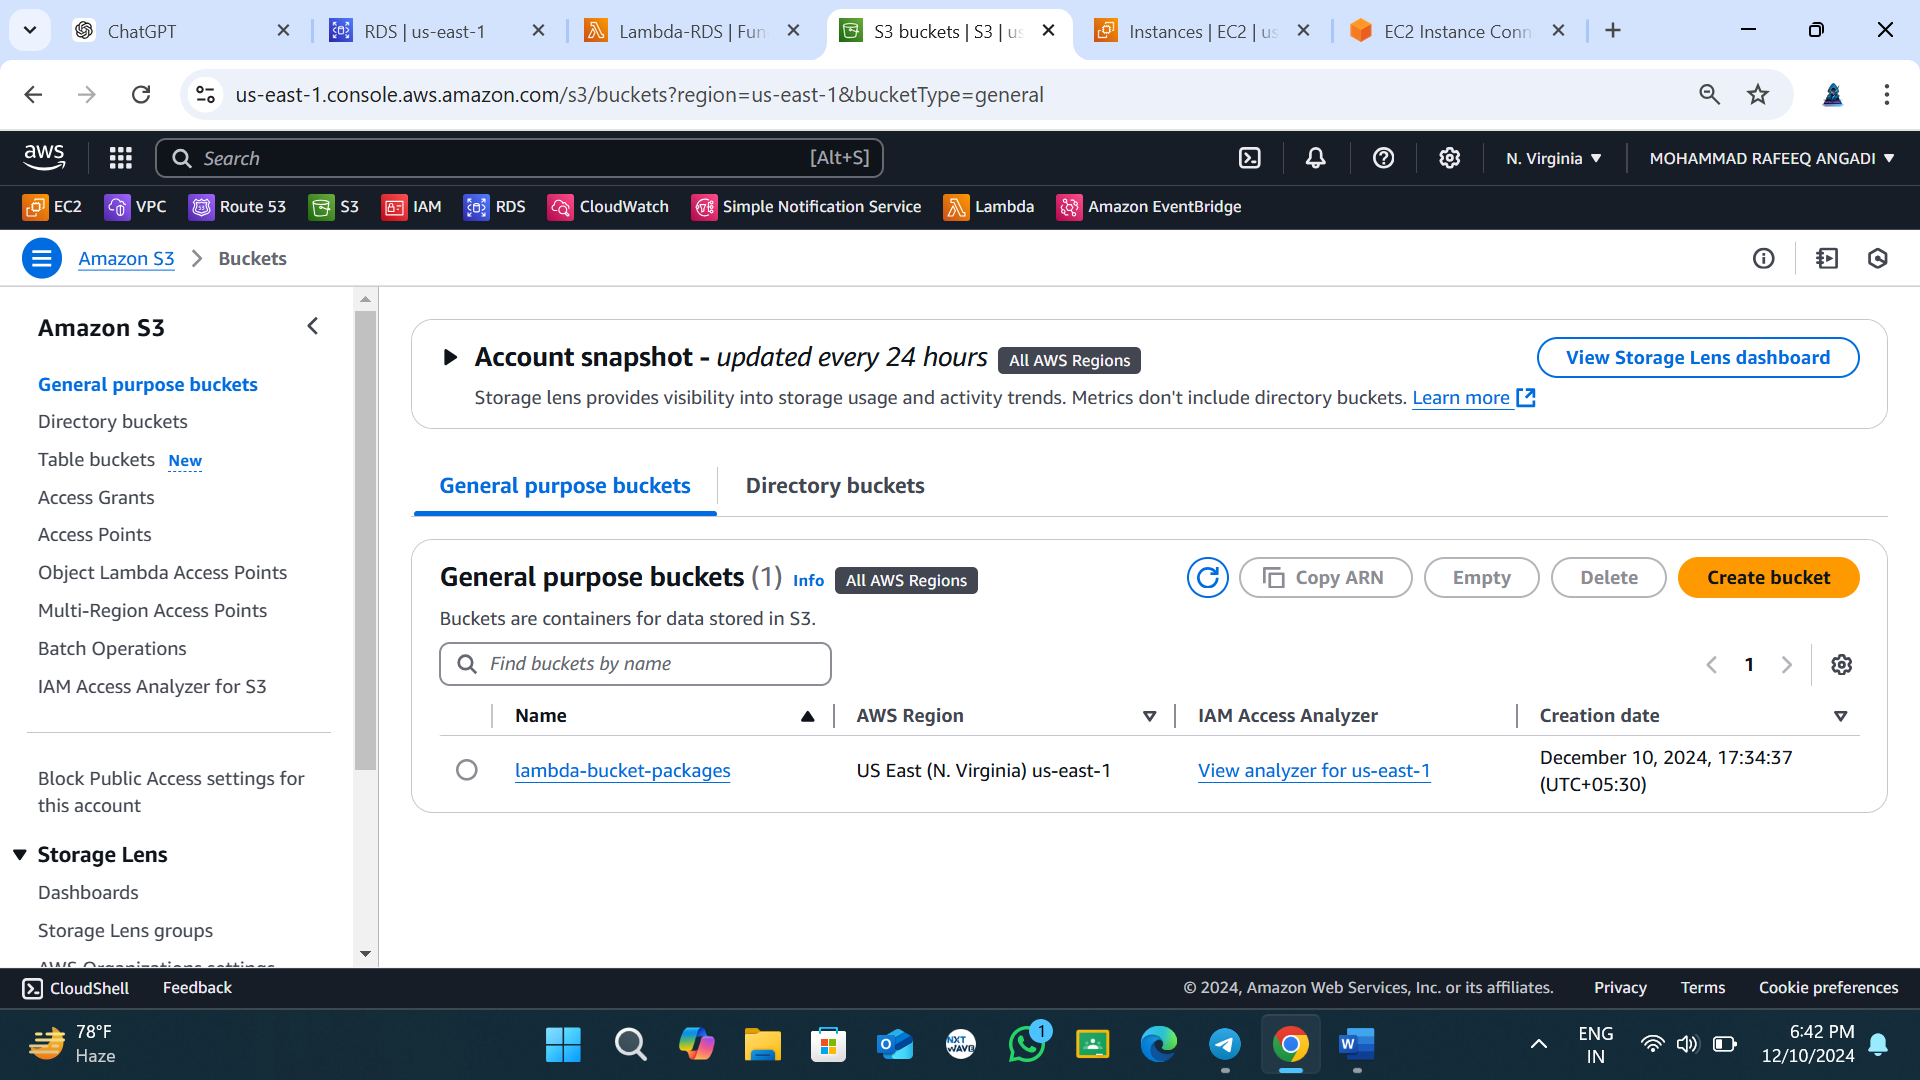 ChatGPT
RDS | us-east-1
Lambda-RDS | Fun
S3 buckets | S3 | us
Instances | EC2 | us
EC2 Instance Conn
us-east-1.console.aws.amazon.com/s3/buckets?region=us-east-1&bucketType=general
aws
Search
[Alt+S]
N. Virginia
MOHAMMAD RAFEEQ ANGADI
EC2
VPC
Route 53
S3
IAM
RDS
CloudWatch
Simple Notification Service
Lambda
Amazon EventBridge
Amazon S3
Buckets
Amazon S3
General purpose buckets
Directory buckets
Table buckets New
Access Grants
Access Points
Object Lambda Access Points
Multi-Region Access Points
Batch Operations
IAM Access Analyzer for S3
Block Public Access settings for
this account
Storage Lens
Dashboards
Storage Lens groups
AWS Organizations settings
Account snapshot - updated every 24 hours All AWS Regions
View Storage Lens dashboard
Storage lens provides visibility into storage usage and activity trends. Metrics don't include directory buckets. Learn more
General purpose buckets
Directory buckets
General purpose buckets (1) Info All AWS Regions
Copy ARN
Empty
Delete
Create bucket
Buckets are containers for data stored in S3.
Find buckets by name
1
Name
AWS Region
IAM Access Analyzer
Creation date
lambda-bucket-packages
US East (N. Virginia) us-east-1
View analyzer for us-east-1
December 10, 2024, 17:34:37
(UTC+05:30)
CloudShell
Feedback
© 2024, Amazon Web Services, Inc. or its affiliates.
Privacy
Terms
Cookie preferences
78°F
Haze
NXT
WAVE
1
ENG
IN
6:42 PM
12/10/2024